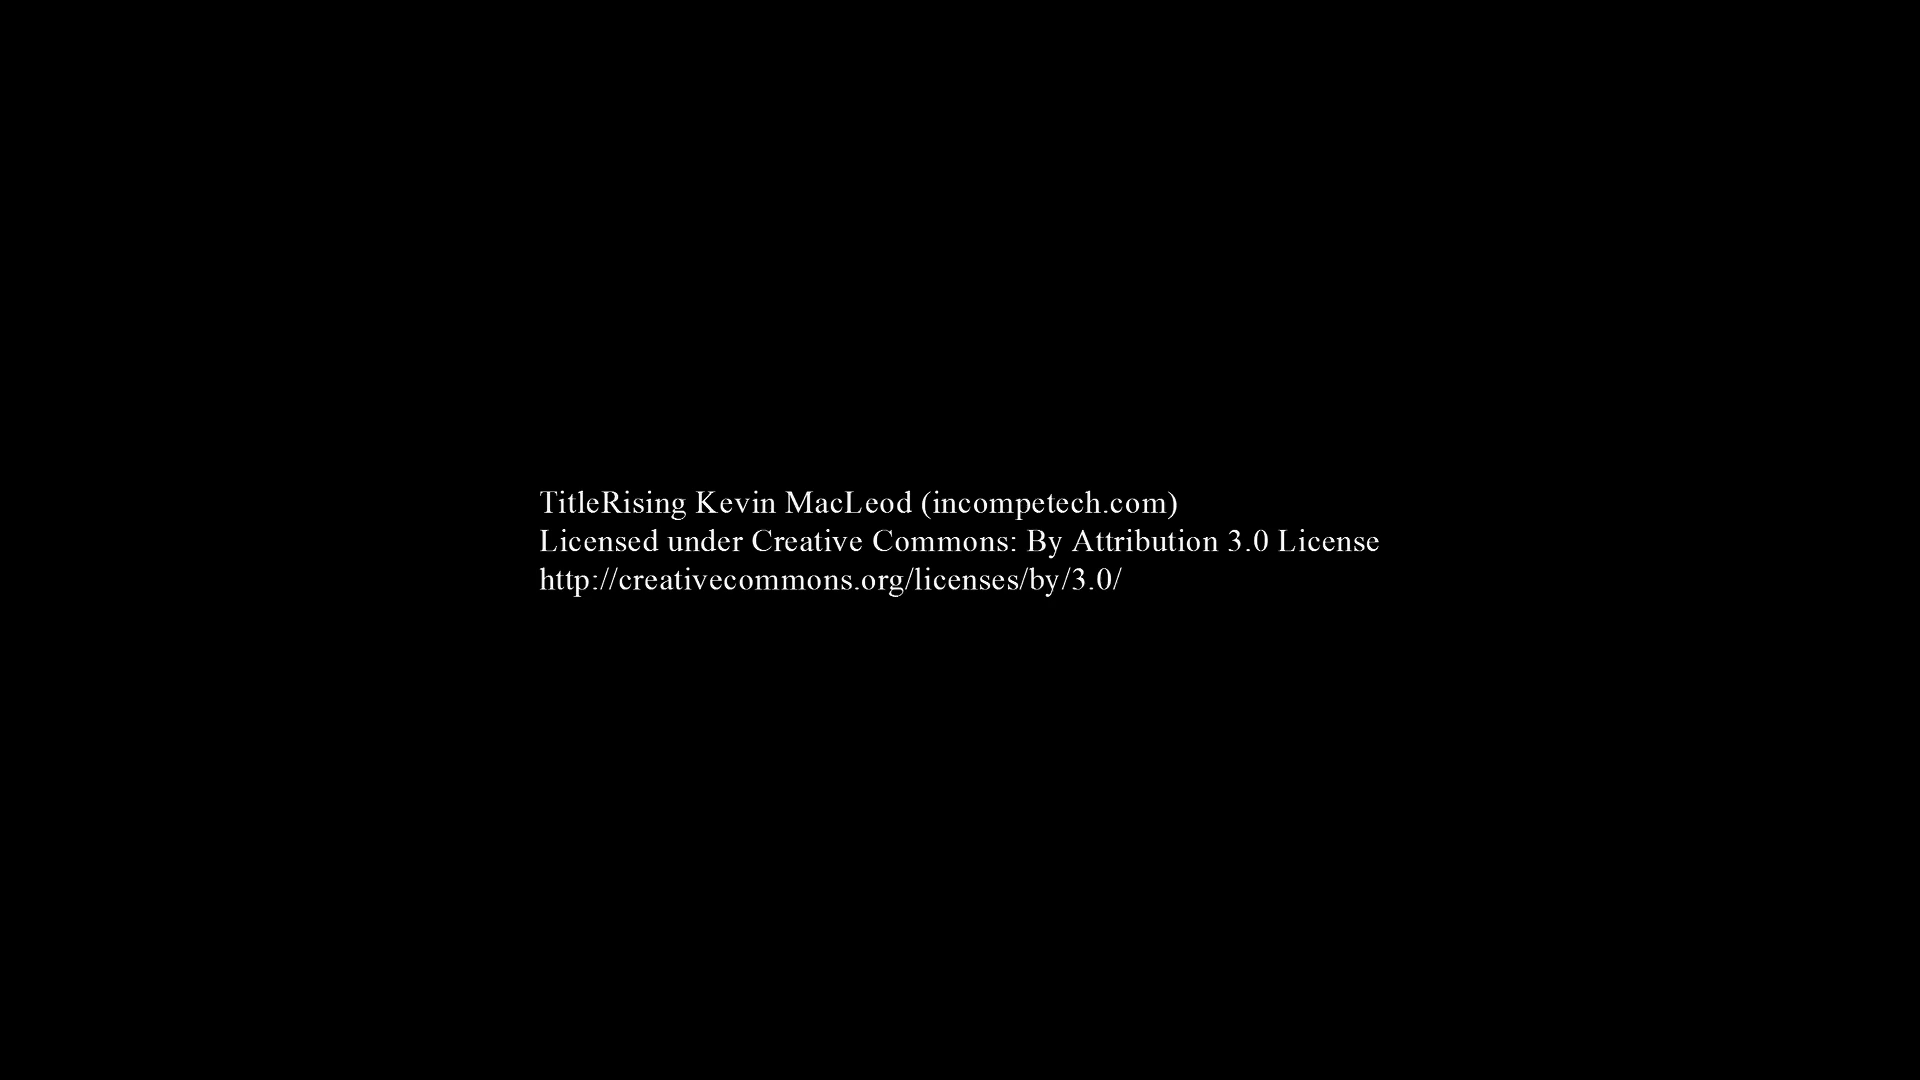 TitleRising Kevin MacLeod (incompetech.com)
Licensed under Creative Commons: By Attribution 3.0 License
http://creativecommons.org/licenses/by/3.0/